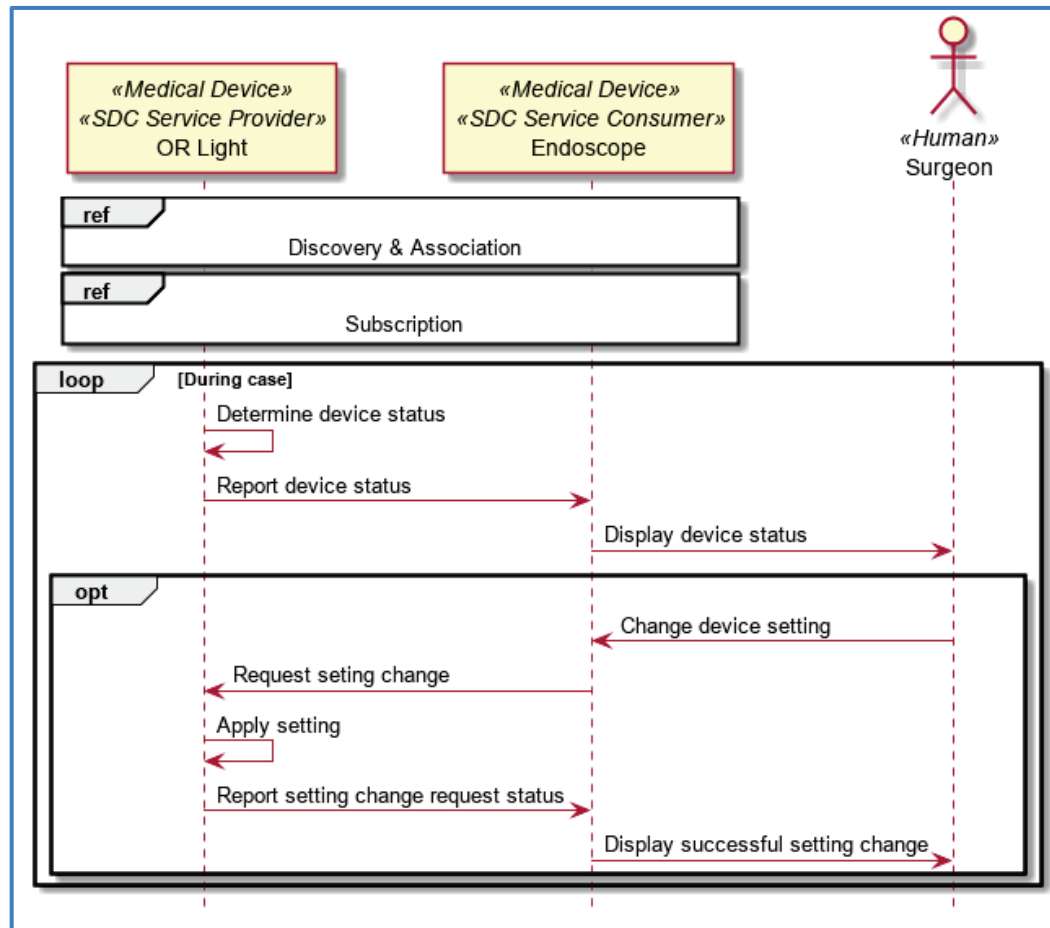 «Medical Device»
«SDC Service Provider»
OR Light
«Medical Device»
«SDC Service Consumer»
Endoscope
«Human»
Surgeon
ref
Discovery & Association
ref
Subscription
loop [During case]
Determine device status
Report device status
Display device status
opt
Change device setting
Request seting change
Apply setting
Report setting change request status
Display successful setting change